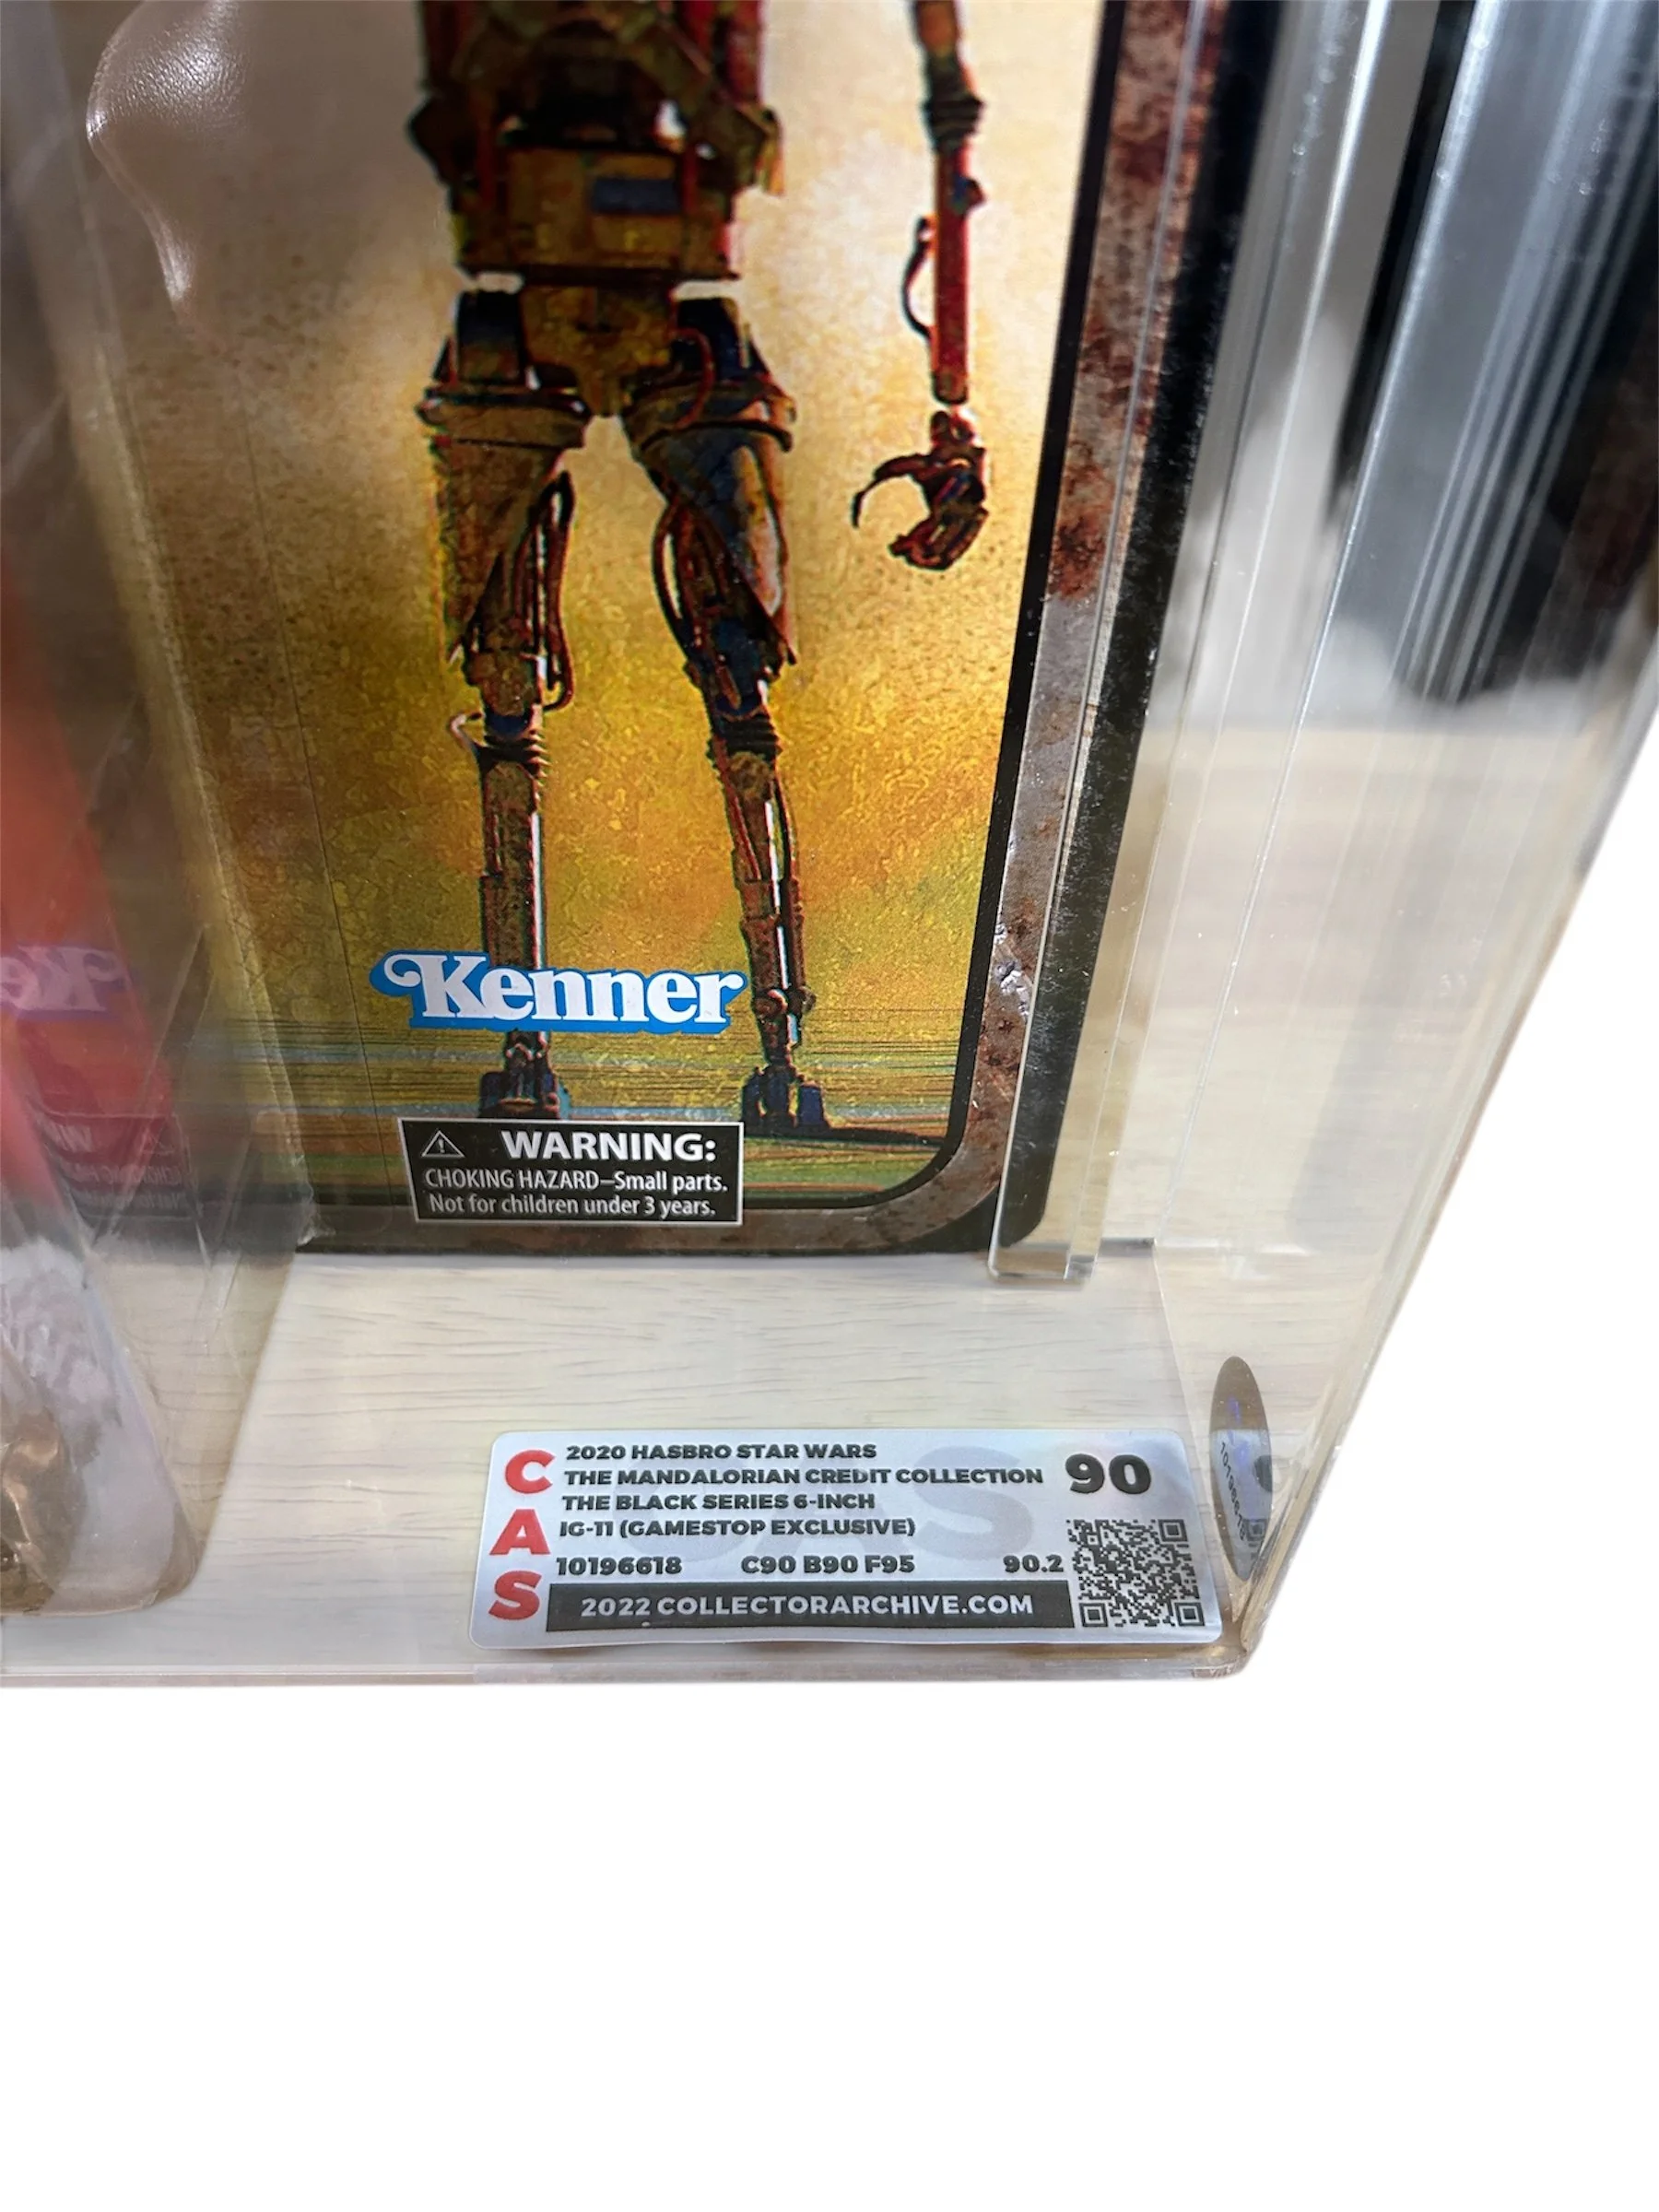 Kenner
WARNING:
CHOKING HAZARD–Small parts.
Not for children under 3 years.
CAS
2020 HASBRO STAR WARS
THE MANDALORIAN CREDIT COLLECTION
90
THE BLACK SERIES 6-INCH
IG-11 (GAMESTOP EXCLUSIVE)
10196618 C90 B90 F95 90.2
2022 COLLECTORARCHIVE.COM
10196618